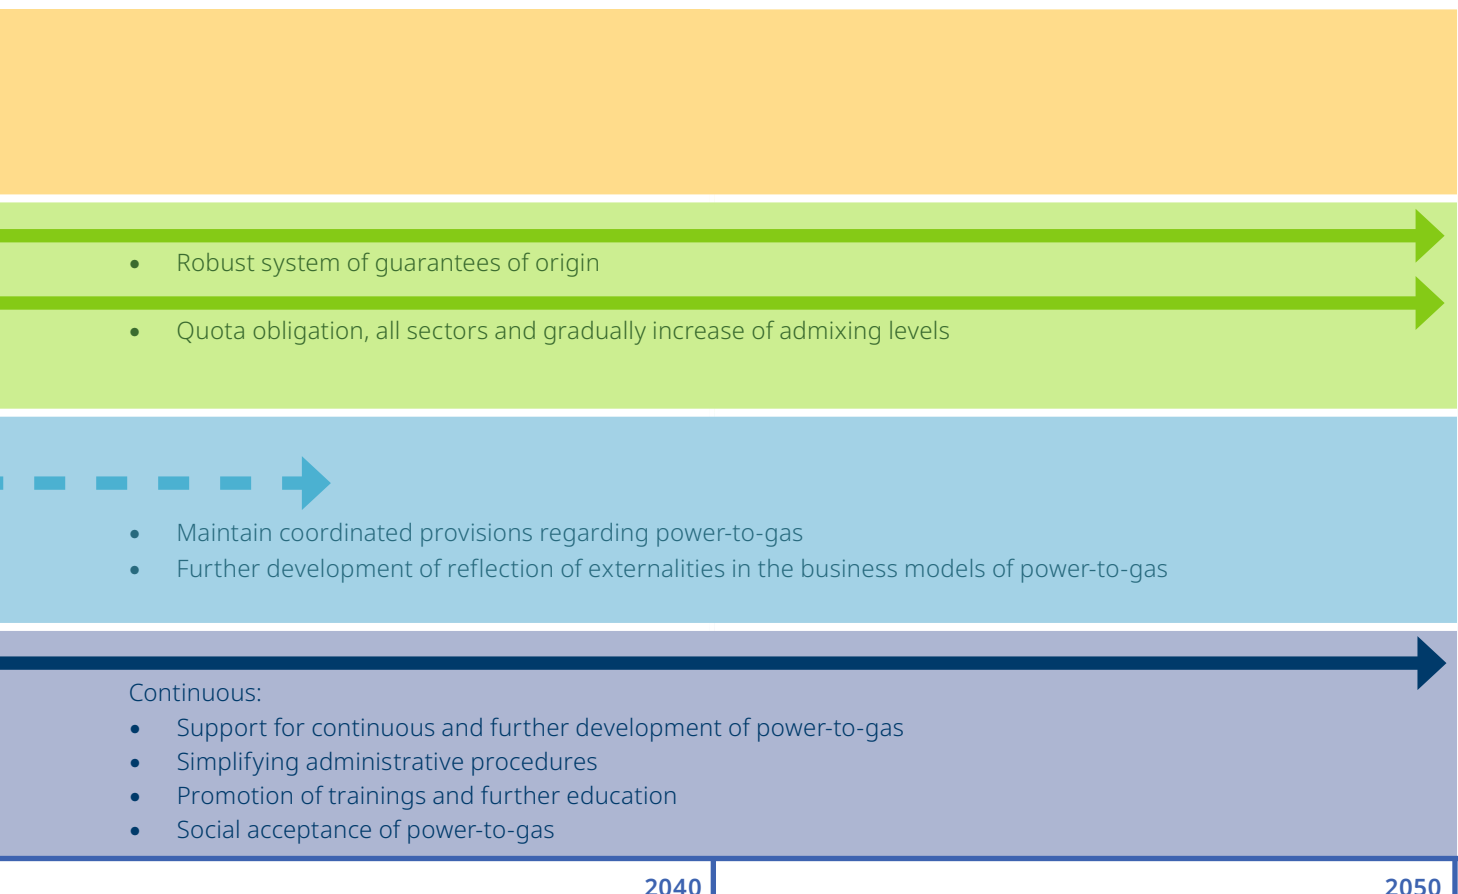 • Robust system of guarantees of origin
• Quota obligation, all sectors and gradually increase of admixing levels
• Maintain coordinated provisions regarding power-to-gas
• Further development of reflection of externalities in the business models of power-to-gas
Continuous:
• Support for continuous and further development of power-to-gas
• Simplifying administrative procedures
• Promotion of trainings and further education
• Social acceptance of power-to-gas
2040 2050